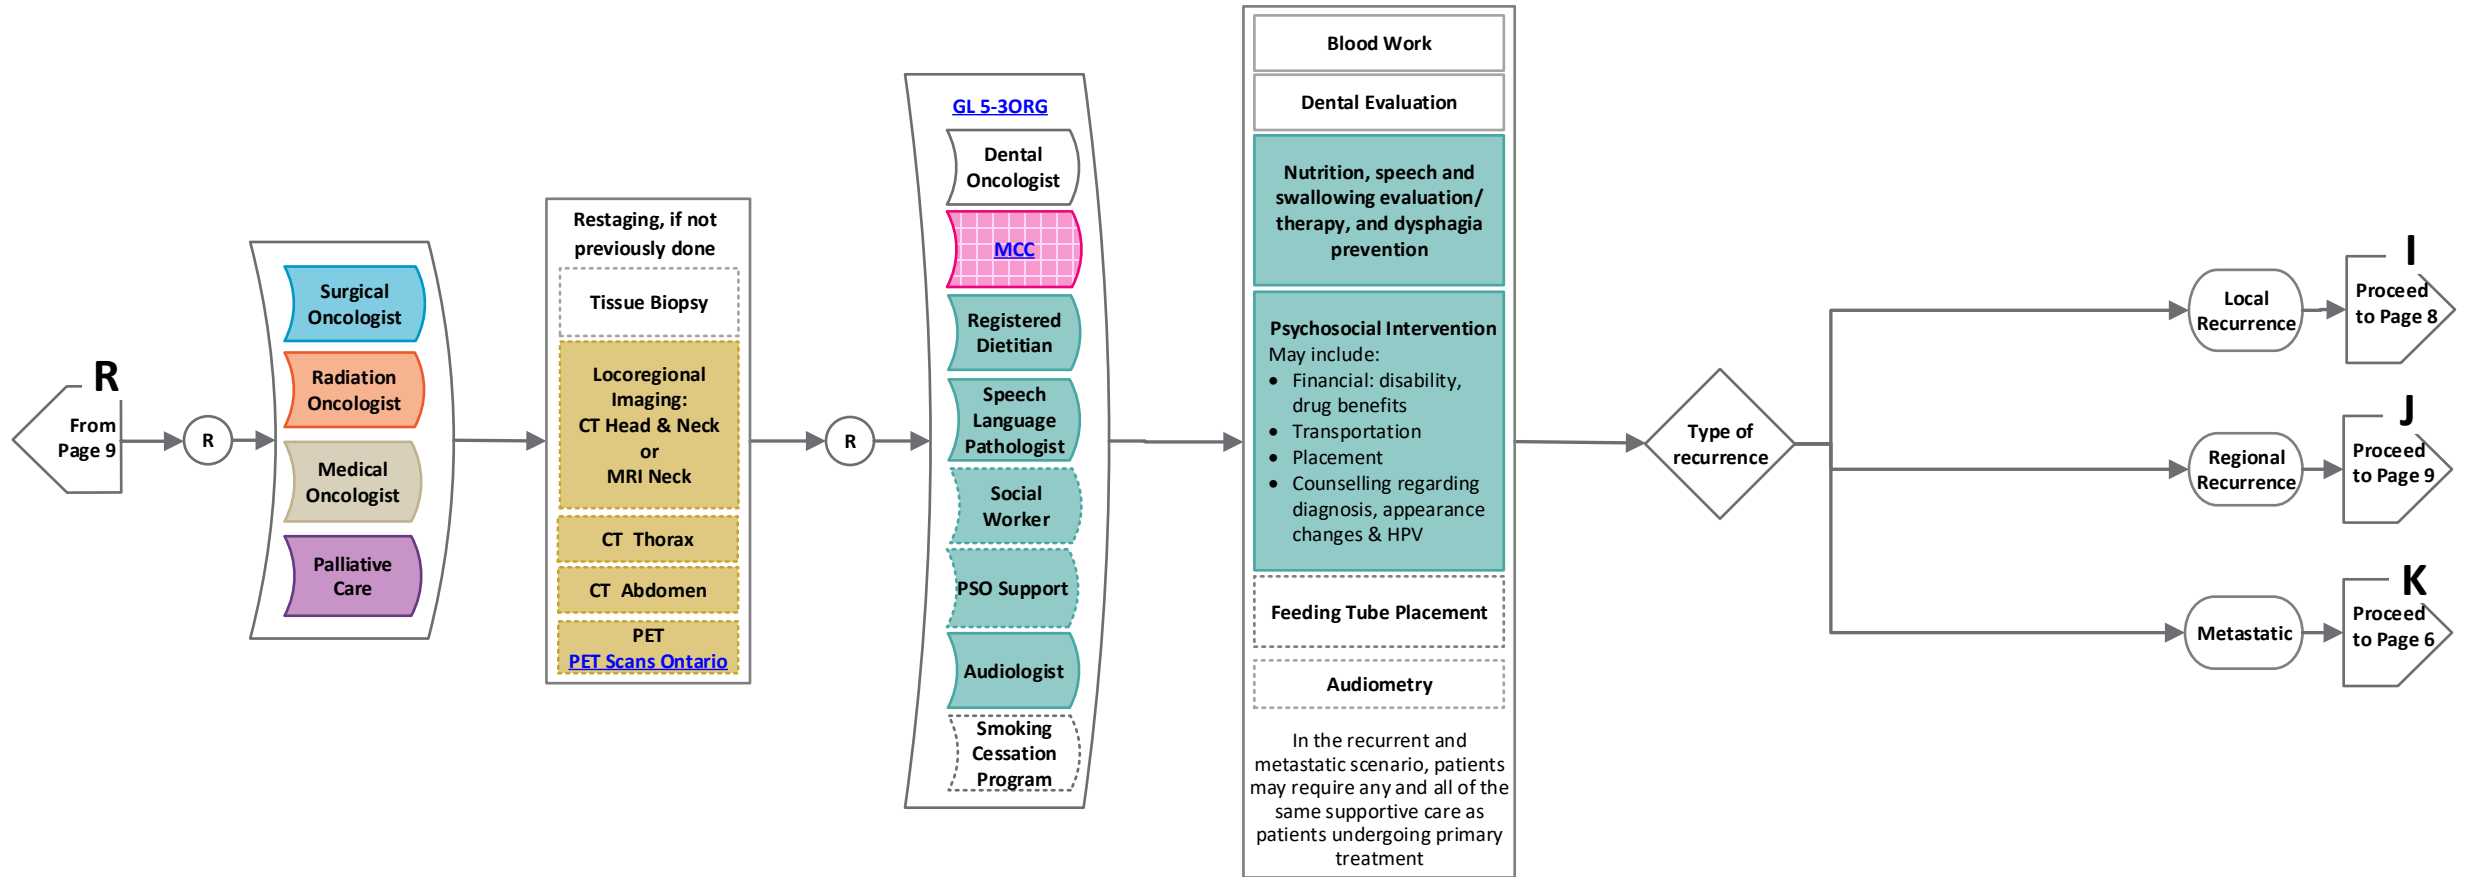 R
From
Page 9
R
Surgical
Oncologist
Radiation
Oncologist
Medical
Oncologist
Palliative
Care
Restaging, if not
previously done
Tissue Biopsy
Locoregional
Imaging:
CT Head & Neck
or
MRI Neck
CT Thorax
CT Abdomen
PET
PET Scans Ontario
R
GL 5-3ORG
Dental
Oncologist
MCC
Registered
Dietitian
Speech
Language
Pathologist
Social
Worker
PSO Support
Audiologist
Smoking
Cessation
Program
Blood Work
Dental Evaluation
Nutrition, speech and
swallowing evaluation/
therapy, and dysphagia
prevention
Psychosocial Intervention
May include:
• Financial: disability,
drug benefits
• Transportation
• Placement
• Counselling regarding
diagnosis, appearance
changes & HPV
Feeding Tube Placement
Audiometry
In the recurrent and
metastatic scenario, patients
may require any and all of the
same supportive care as
patients undergoing primary
treatment
Type of
recurrence
Local
Recurrence
I
Proceed
to Page 8
Regional
Recurrence
J
Proceed
to Page 9
Metastatic
K
Proceed
to Page 6